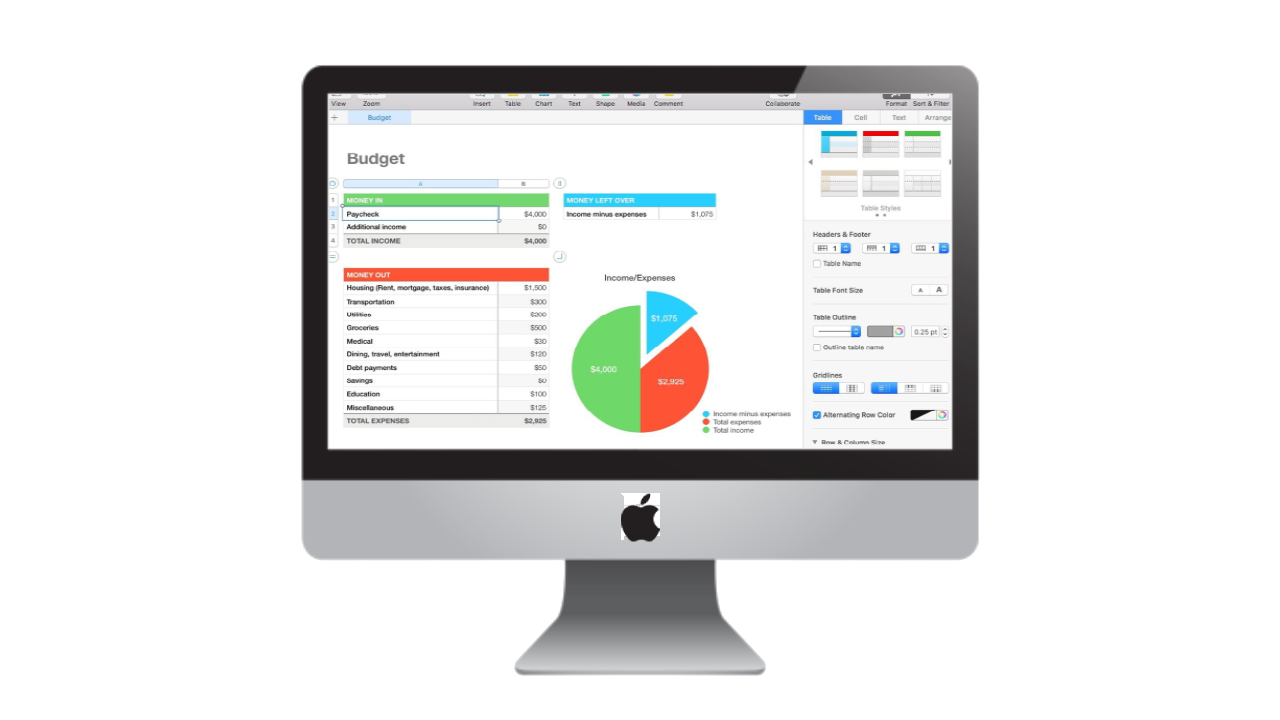 View Zoom Insert Table Chart Text Shape Media Comment Collaborate Format Sort & Filter
+ Budget Table Cell Text Arrange
Budget
A B
1 MONEY IN
2 Paycheck $4,000
3 Additional income $0
4 TOTAL INCOME $4,000
MONEY LEFT OVER
Income minus expenses $1,075
MONEY OUT
Housing (Rent, mortgage, taxes, insurance) $1,500
Transportation $300
Utilities $200
Groceries $500
Medical $30
Dining, travel, entertainment $120
Debt payments $50
Savings $0
Education $100
Miscellaneous $125
TOTAL EXPENSES $2,925
Income/Expenses
$1,075
$4,000
$2,925
Income minus expenses
Total expenses
Total income
Table Styles
Headers & Footer
1 1 1
Table Name
Table Font Size A A
Table Outline
0.25 pt
Outline table name
Gridlines
Alternating Row Color
Row & Column Size